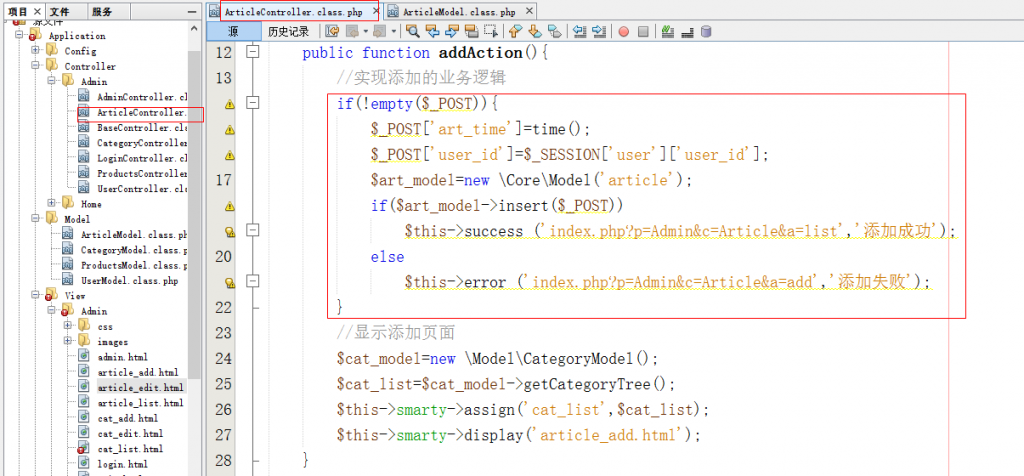 项目 文件 服务
源文件
Application
Config
Controller
Admin
AdminController.cl
ArticleController.
BaseController.cla
CategoryController
LoginController.cl
ProductsController
UserController.clo
Home
Model
ArticleModel.class.ph
CategoryModel.class.p
ProductsModel.class.p
UserModel.class.php
View
Admin
css
images
admin.html
article_add.html
article_edit.html
article_list.html
cat_add.html
cat_edit.html
cat_list.html
login.html
ArticleController.class.php ArticleModel.class.php
源 历史记录
12 public function addAction(){
13 //实现添加的业务逻辑
if(!empty($_POST)){
$_POST['art_time']=time();
$_POST['user_id']=$_SESSION['user']['user_id'];
17 $art_model=new \Core\Model('article');
if($art_model->insert($_POST))
$this->success ('index.php?p=Admin&c=Article&a=list','添加成功');
20 else
$this->error ('index.php?p=Admin&c=Article&a=add','添加失败');
22 }
23 //显示添加页面
24 $cat_model=new \Model\CategoryModel();
25 $cat_list=$cat_model->getCategoryTree();
26 $this->smarty->assign('cat_list',$cat_list);
27 $this->smarty->display('article_add.html');
28 }